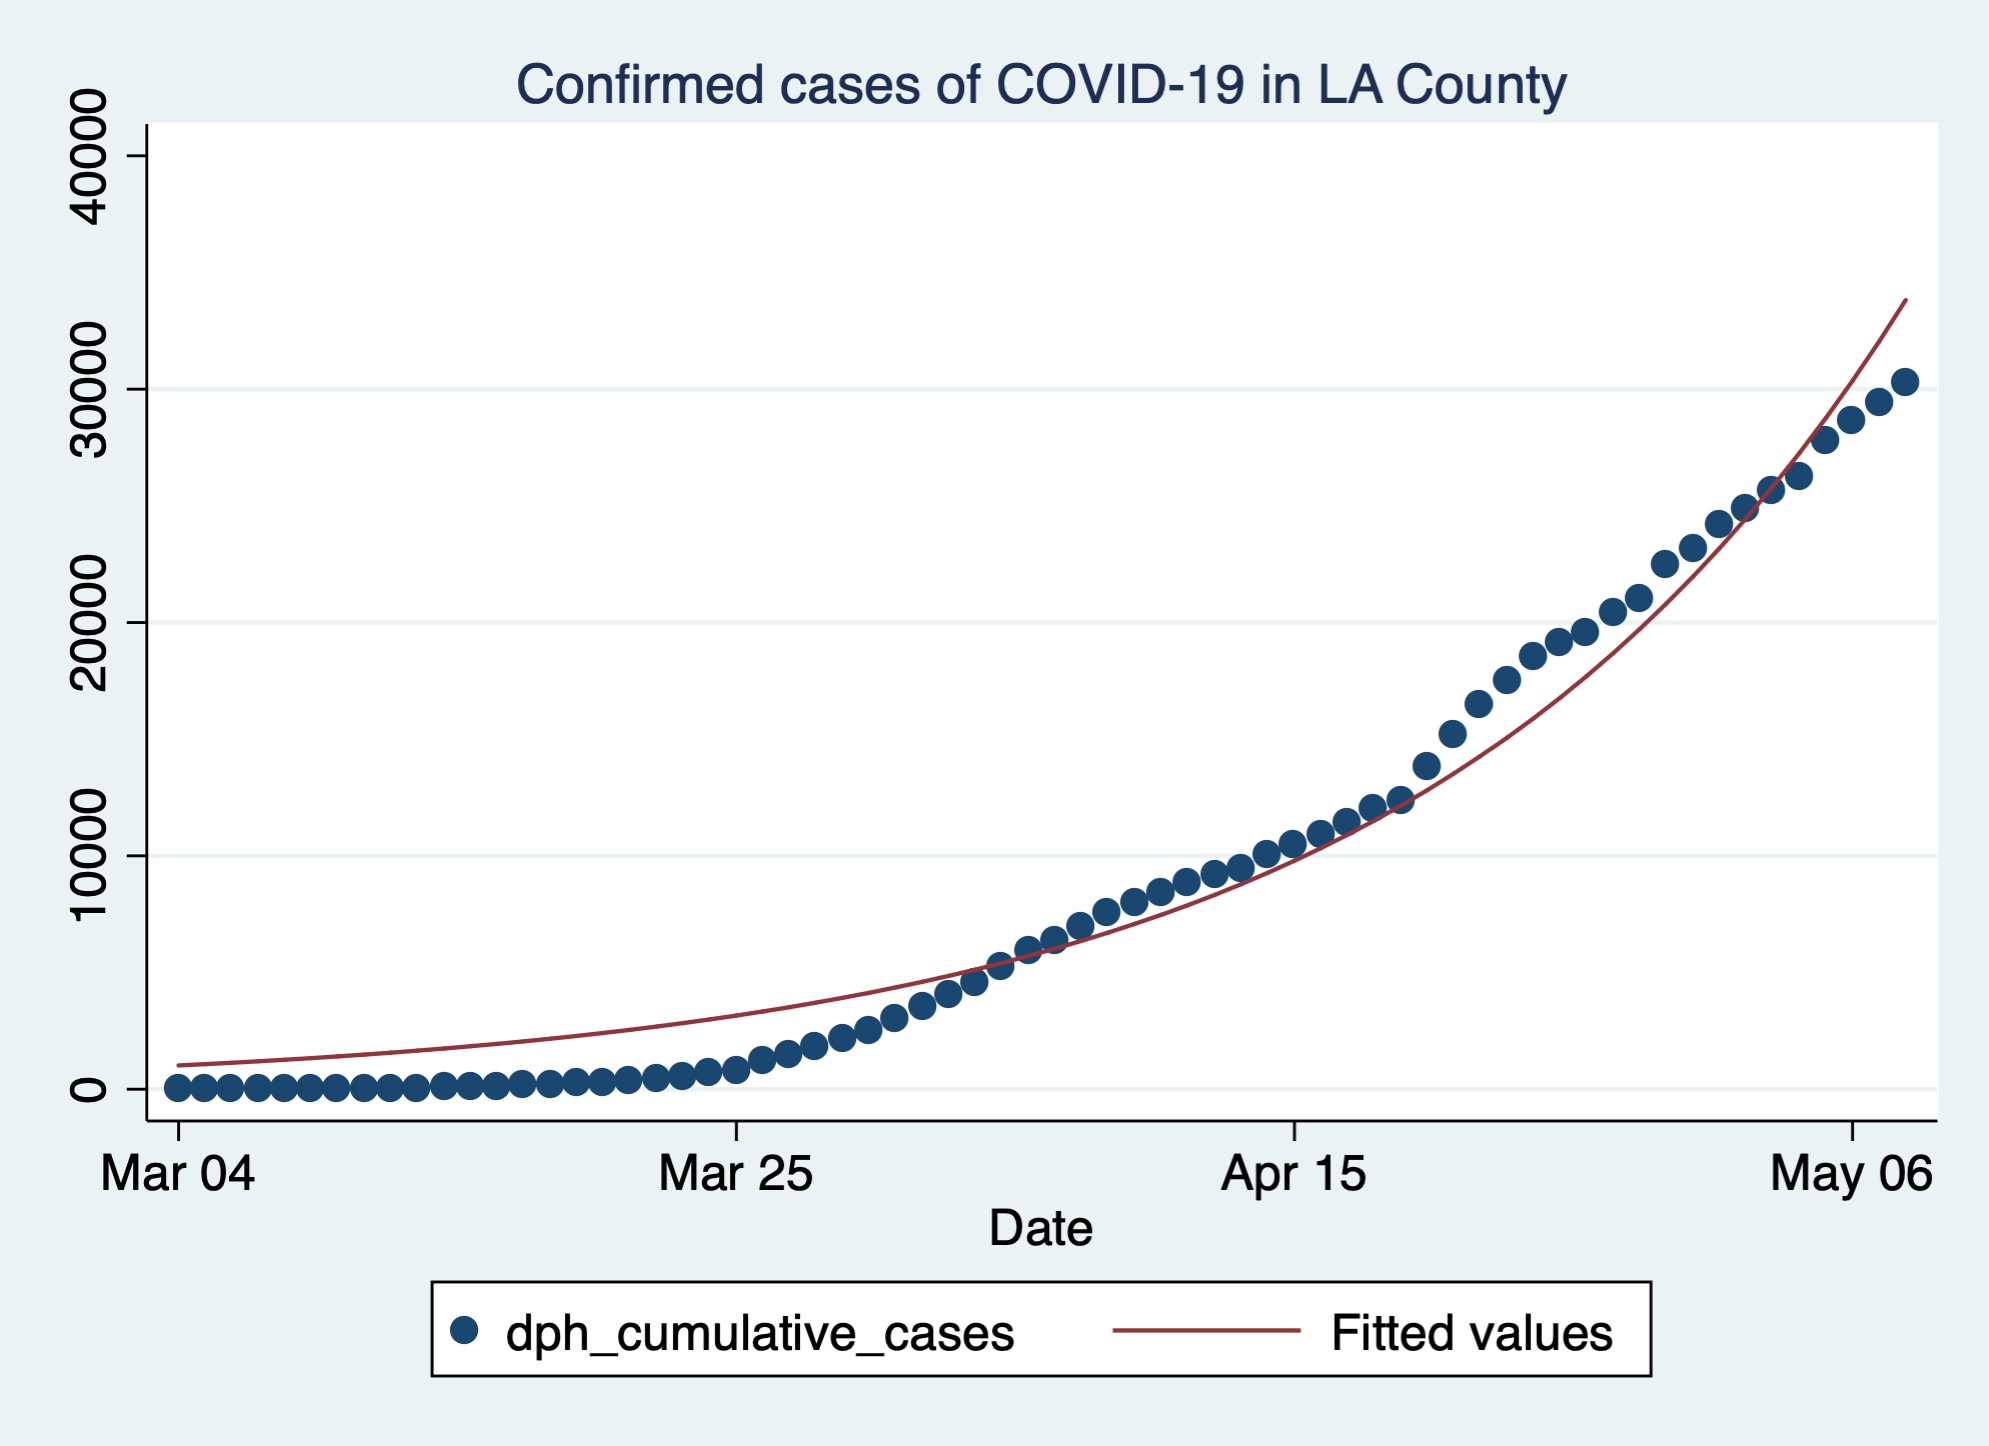 Confirmed cases of COVID-19 in LA County
40000
30000
20000
10000
0
Mar 04 Mar 25 Apr 15 May 06
Date
dph_cumulative_cases Fitted values